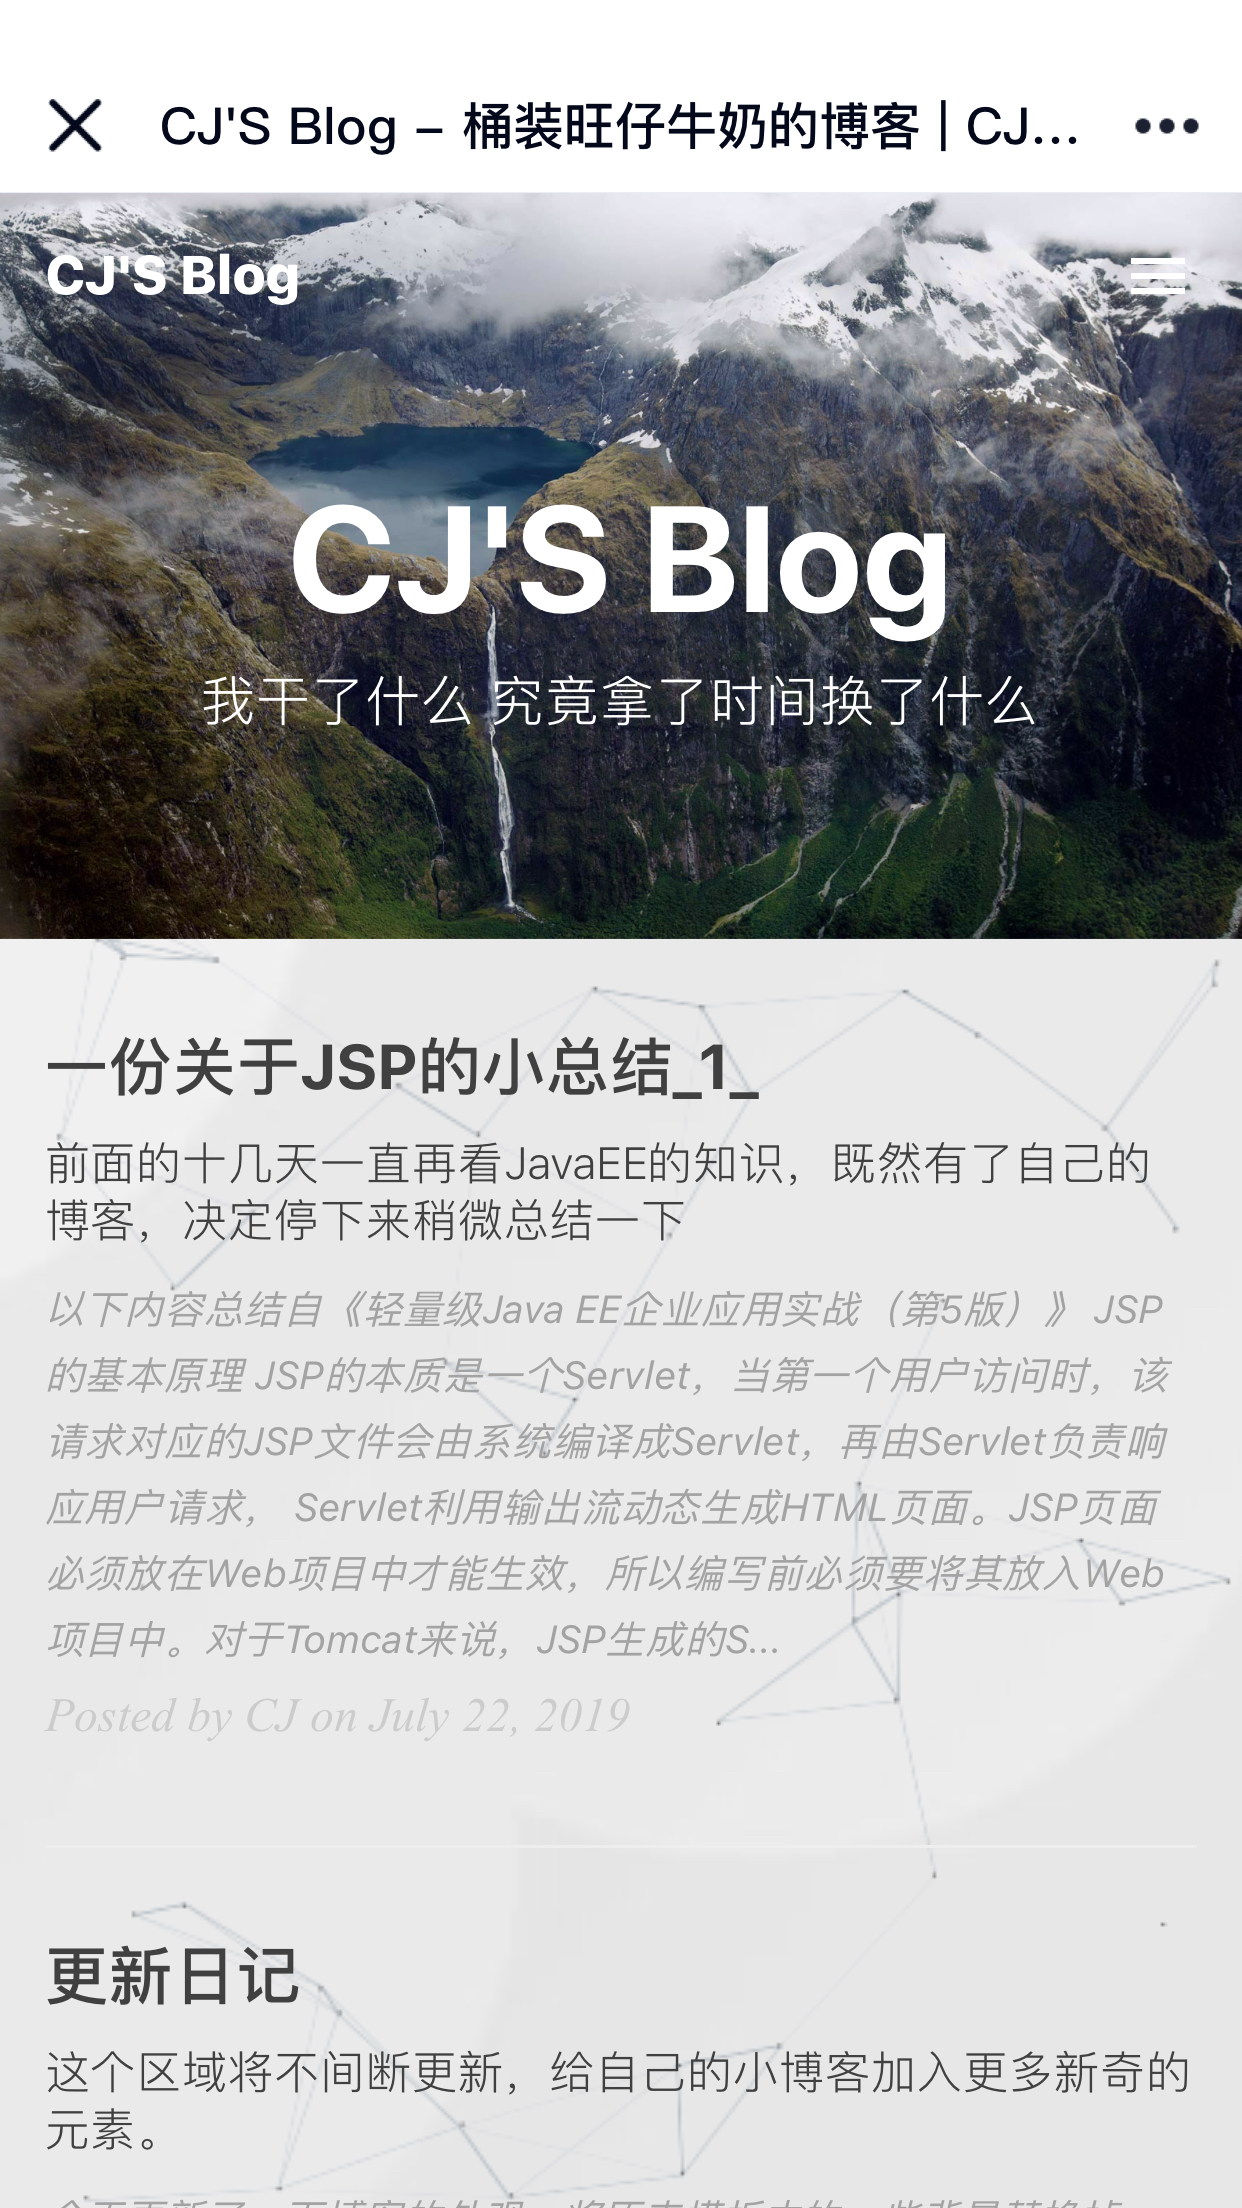 CJ'S Blog – 桶装旺仔牛奶的博客 | CJ...
CJ'S Blog
CJ'S Blog
我干了什么 究竟拿了时间换了什么
一份关于JSP的小总结_1_
前面的十几天一直再看JavaEE的知识，既然有了自己的
博客，决定停下来稍微总结一下
以下内容总结自《轻量级Java EE企业应用实战（第5版）》 JSP
的基本原理 JSP的本质是一个Servlet，当第一个用户访问时，该
请求对应的JSP文件会由系统编译成Servlet，再由Servlet负责响
应用户请求， Servlet利用输出流动态生成HTML页面。JSP页面
必须放在Web项目中才能生效，所以编写前必须要将其放入Web
项目中。对于Tomcat来说，JSP生成的S...
Posted by CJ on July 22, 2019
更新日记
这个区域将不间断更新，给自己的小博客加入更多新奇的
元素。